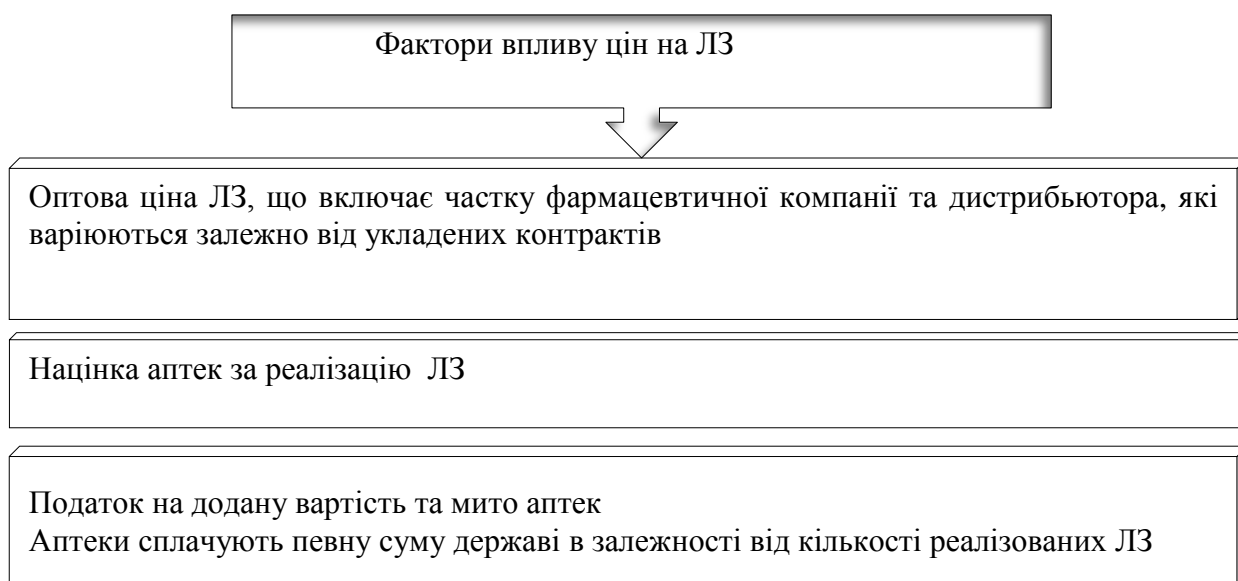 Фактори впливу цін на ЛЗ
Оптова ціна ЛЗ, що включає частку фармацевтичної компанії та дистрибьютора, які
варіюються залежно від укладених контрактів
Націнка аптек за реалізацію ЛЗ
Податок на додану вартість та мито аптек
Аптеки сплачують певну суму державі в залежності від кількості реалізованих ЛЗ